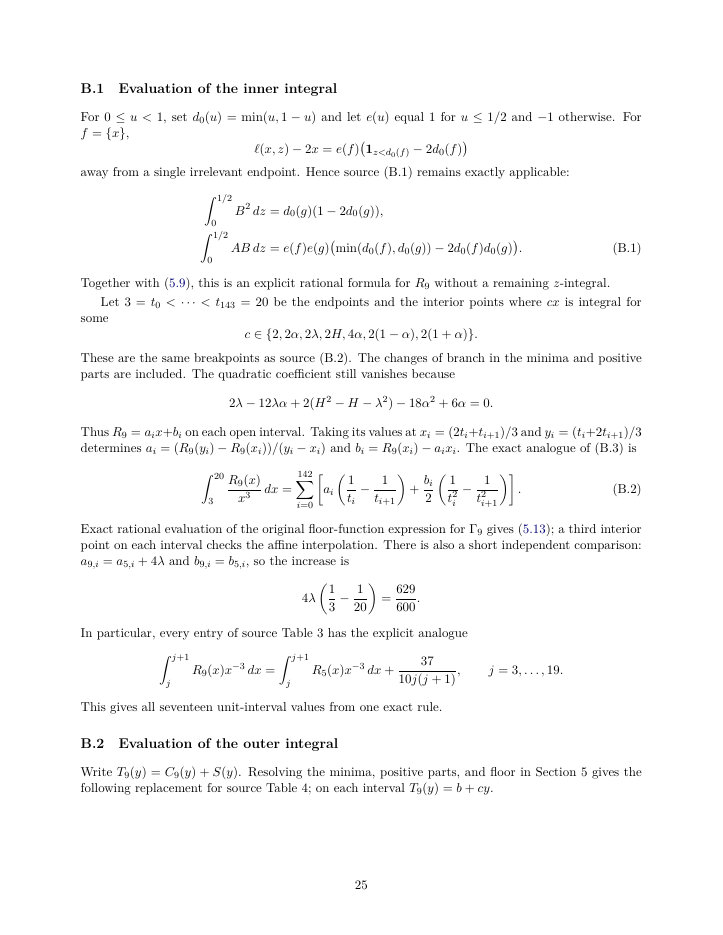 B.1 Evaluation of the inner integral
For 0 ≤ u < 1, set d₀(u) = min(u, 1 − u) and let e(u) equal 1 for u ≤ 1/2 and −1 otherwise. For
f = {x},
ℓ(x, z) − 2x = e(f)(𝟏_{z<d₀(f)} − 2d₀(f))
away from a single irrelevant endpoint. Hence source (B.1) remains exactly applicable:
∫₀^{1/2} B² dz = d₀(g)(1 − 2d₀(g)),
∫₀^{1/2} AB dz = e(f)e(g)(min(d₀(f), d₀(g)) − 2d₀(f)d₀(g)). (B.1)
Together with (5.9), this is an explicit rational formula for R₉ without a remaining z-integral.
Let 3 = t₀ < ··· < t₁₄₃ = 20 be the endpoints and the interior points where cx is integral for
some
c ∈ {2, 2α, 2λ, 2H, 4α, 2(1 − α), 2(1 + α)}.
These are the same breakpoints as source (B.2). The changes of branch in the minima and positive
parts are included. The quadratic coefficient still vanishes because
2λ − 12λα + 2(H² − H − λ²) − 18α² + 6α = 0.
Thus R₉ = aᵢx+bᵢ on each open interval. Taking its values at xᵢ = (2tᵢ+tᵢ₊₁)/3 and yᵢ = (tᵢ+2tᵢ₊₁)/3
determines aᵢ = (R₉(yᵢ) − R₉(xᵢ))/(yᵢ − xᵢ) and bᵢ = R₉(xᵢ) − aᵢxᵢ. The exact analogue of (B.3) is
∫₃^{20} R₉(x)/x³ dx = ∑_{i=0}^{142} [aᵢ (1/tᵢ − 1/tᵢ₊₁) + bᵢ/2 (1/tᵢ² − 1/tᵢ₊₁²)]. (B.2)
Exact rational evaluation of the original floor-function expression for Γ₉ gives (5.13); a third interior
point on each interval checks the affine interpolation. There is also a short independent comparison:
a₉,ᵢ = a₅,ᵢ + 4λ and b₉,ᵢ = b₅,ᵢ, so the increase is
4λ (1/3 − 1/20) = 629/600.
In particular, every entry of source Table 3 has the explicit analogue
∫ⱼ^{j+1} R₉(x)x⁻³ dx = ∫ⱼ^{j+1} R₅(x)x⁻³ dx + 37/(10j(j + 1)), j = 3, . . . , 19.
This gives all seventeen unit-interval values from one exact rule.
B.2 Evaluation of the outer integral
Write T₉(y) = C₉(y) + S(y). Resolving the minima, positive parts, and floor in Section 5 gives the
following replacement for source Table 4; on each interval T₉(y) = b + cy.
25